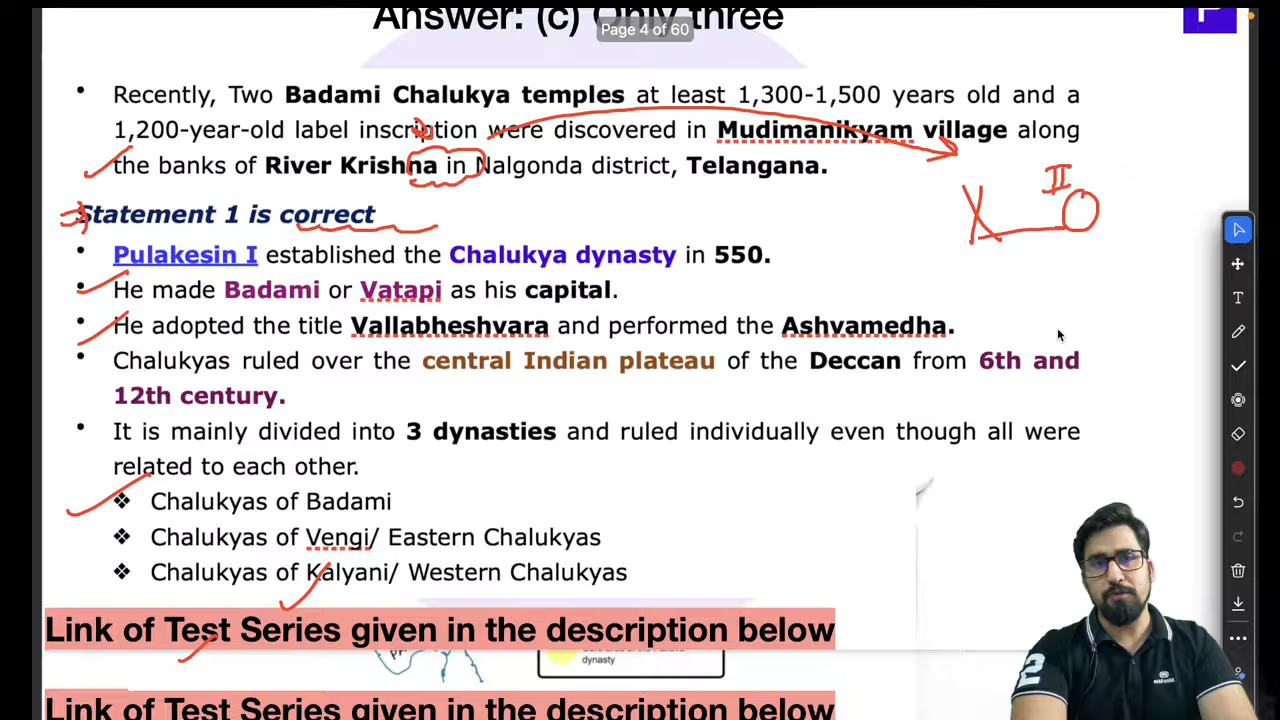 Answer: (c) Only three
Page 4 of 60
• Recently, Two Badami Chalukya temples at least 1,300-1,500 years old and a
1,200-year-old label inscription were discovered in Mudimanikyam village along
the banks of River Krishna in Nalgonda district, Telangana.
II
Statement 1 is correct
• Pulakesin I established the Chalukya dynasty in 550.
• He made Badami or Vatapi as his capital.
• He adopted the title Vallabheshvara and performed the Ashvamedha.
• Chalukyas ruled over the central Indian plateau of the Deccan from 6th and
12th century.
• It is mainly divided into 3 dynasties and ruled individually even though all were
related to each other.
❖ Chalukyas of Badami
❖ Chalukyas of Vengi/ Eastern Chalukyas
❖ Chalukyas of Kalyani/ Western Chalukyas
Link of Test Series given in the description below
dynasty
Link of Test Series given in the description below
2